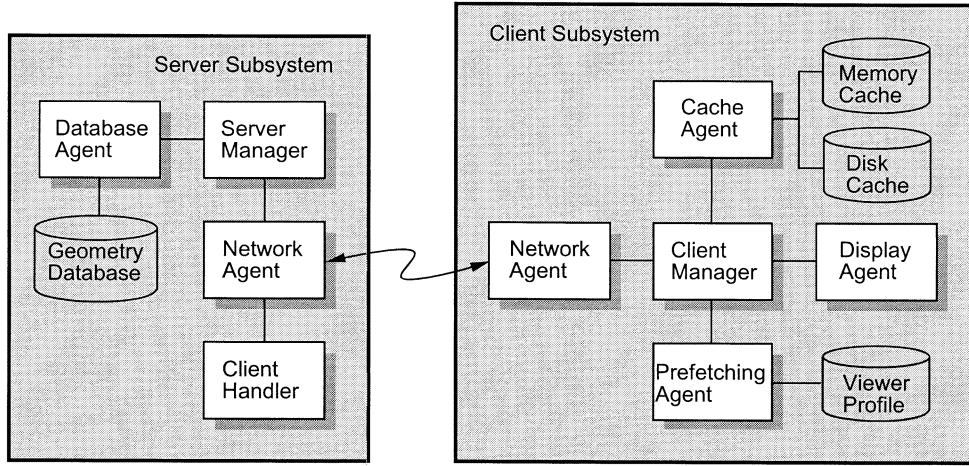 Server Subsystem
Database
Agent
Server
Manager
Geometry
Database
Network
Agent
Client
Handler
Client Subsystem
Cache
Agent
Memory
Cache
Disk
Cache
Network
Agent
Client
Manager
Display
Agent
Prefetching
Agent
Viewer
Profile